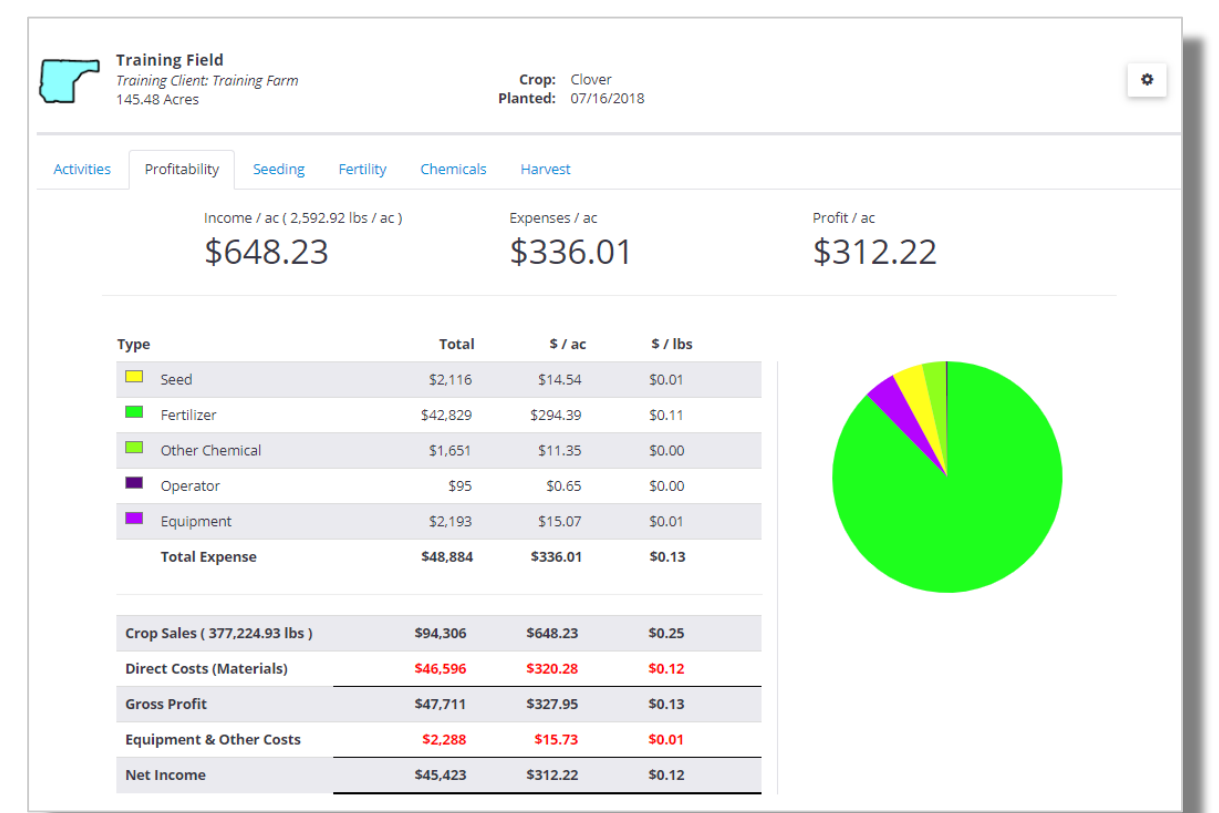 Training Field
Training Client: Training Farm
145.48 Acres
Crop: Clover
Planted: 07/16/2018
Activities Profitability Seeding Fertility Chemicals Harvest
Income / ac ( 2,592.92 lbs / ac ) Expenses / ac Profit / ac
$648.23 $336.01 $312.22
Type Total $ / ac $ / lbs
Seed $2,116 $14.54 $0.01
Fertilizer $42,829 $294.39 $0.11
Other Chemical $1,651 $11.35 $0.00
Operator $95 $0.65 $0.00
Equipment $2,193 $15.07 $0.01
Total Expense $48,884 $336.01 $0.13
Crop Sales ( 377,224.93 lbs ) $94,306 $648.23 $0.25
Direct Costs (Materials) $46,596 $320.28 $0.12
Gross Profit $47,711 $327.95 $0.13
Equipment & Other Costs $2,288 $15.73 $0.01
Net Income $45,423 $312.22 $0.12